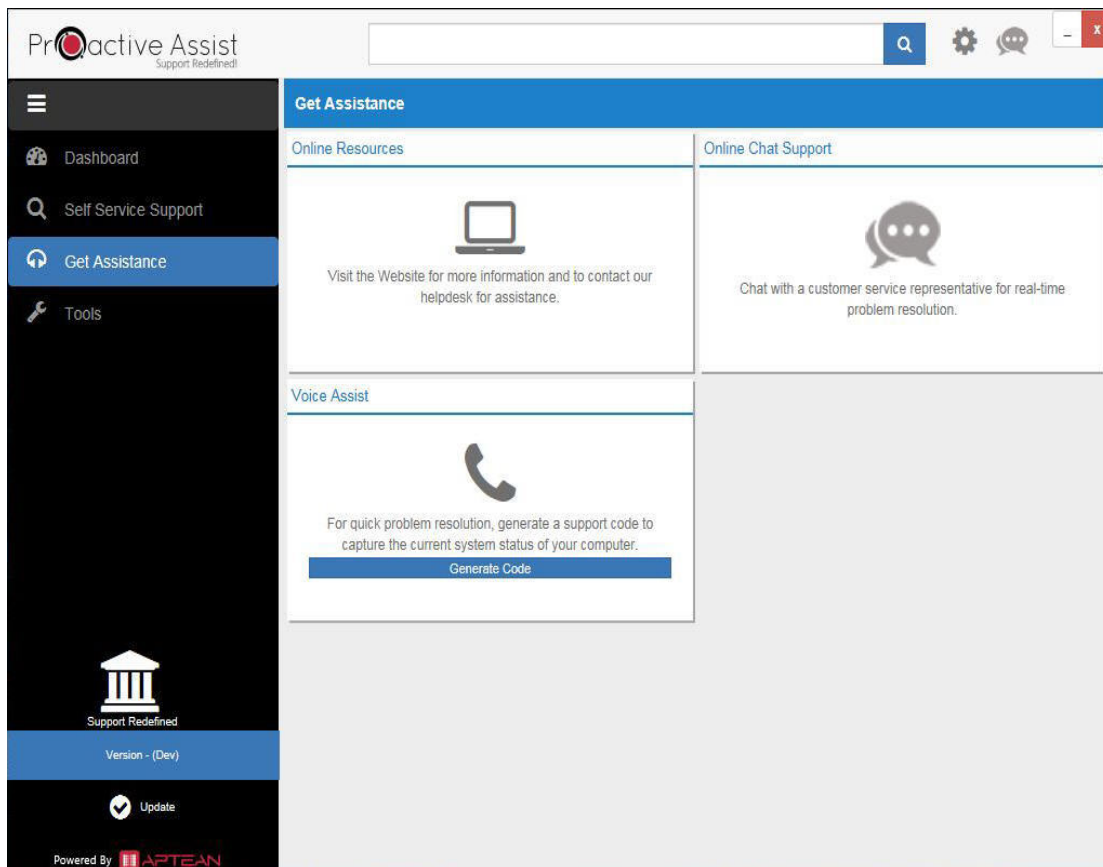 ProactiveAssist
Support Redefined!
_
x
Dashboard
Self Service Support
Get Assistance
Tools
Support Redefined
Version - (Dev)
Update
Powered By APTEAN
Get Assistance
Online Resources
Visit the Website for more information and to contact our
helpdesk for assistance.
Online Chat Support
Chat with a customer service representative for real-time
problem resolution.
Voice Assist
For quick problem resolution, generate a support code to
capture the current system status of your computer.
Generate Code